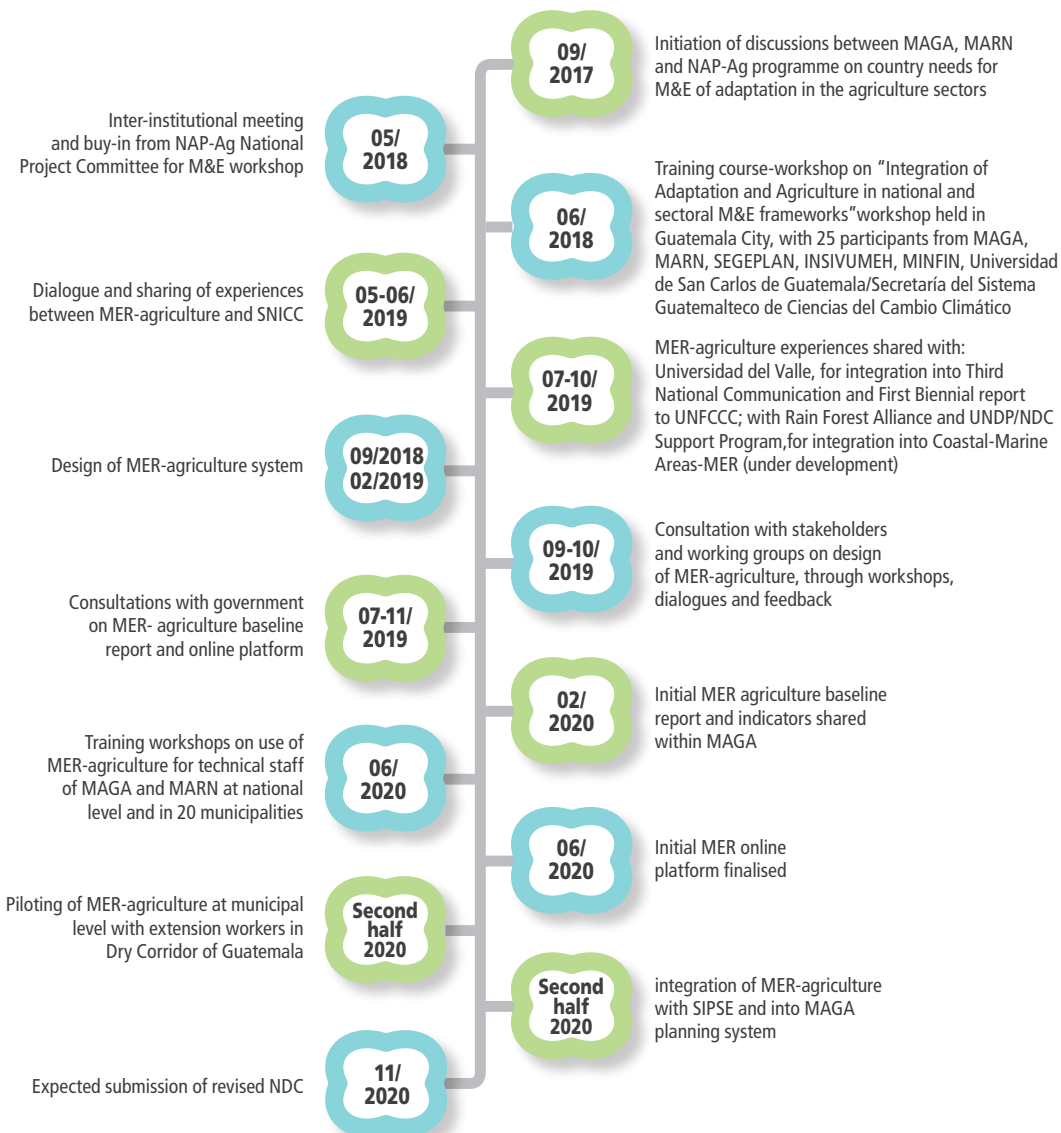 09/
2017
Initiation of discussions between MAGA, MARN
and NAP-Ag programme on country needs for
M&E of adaptation in the agriculture sectors
Inter-institutional meeting
and buy-in from NAP-Ag National
Project Committee for M&E workshop
05/
2018
06/
2018
Training course-workshop on “Integration of
Adaptation and Agriculture in national and
sectoral M&E frameworks”workshop held in
Guatemala City, with 25 participants from MAGA,
MARN, SEGEPLAN, INSIVUMEH, MINFIN, Universidad
de San Carlos de Guatemala/Secretaría del Sistema
Guatemalteco de Ciencias del Cambio Climático
Dialogue and sharing of experiences
between MER-agriculture and SNICC
05-06/
2019
07-10/
2019
MER-agriculture experiences shared with:
Universidad del Valle, for integration into Third
National Communication and First Biennial report
to UNFCCC; with Rain Forest Alliance and UNDP/NDC
Support Program,for integration into Coastal-Marine
Areas-MER (under development)
Design of MER-agriculture system
09/2018
02/2019
09-10/
2019
Consultation with stakeholders
and working groups on design
of MER-agriculture, through workshops,
dialogues and feedback
Consultations with government
on MER- agriculture baseline
report and online platform
07-11/
2019
02/
2020
Initial MER agriculture baseline
report and indicators shared
within MAGA
Training workshops on use of
MER-agriculture for technical staff
of MAGA and MARN at national
level and in 20 municipalities
06/
2020
06/
2020
Initial MER online
platform finalised
Piloting of MER-agriculture at municipal
level with extension workers in
Dry Corridor of Guatemala
Second
half
2020
Second
half
2020
integration of MER-agriculture
with SIPSE and into MAGA
planning system
Expected submission of revised NDC
11/
2020